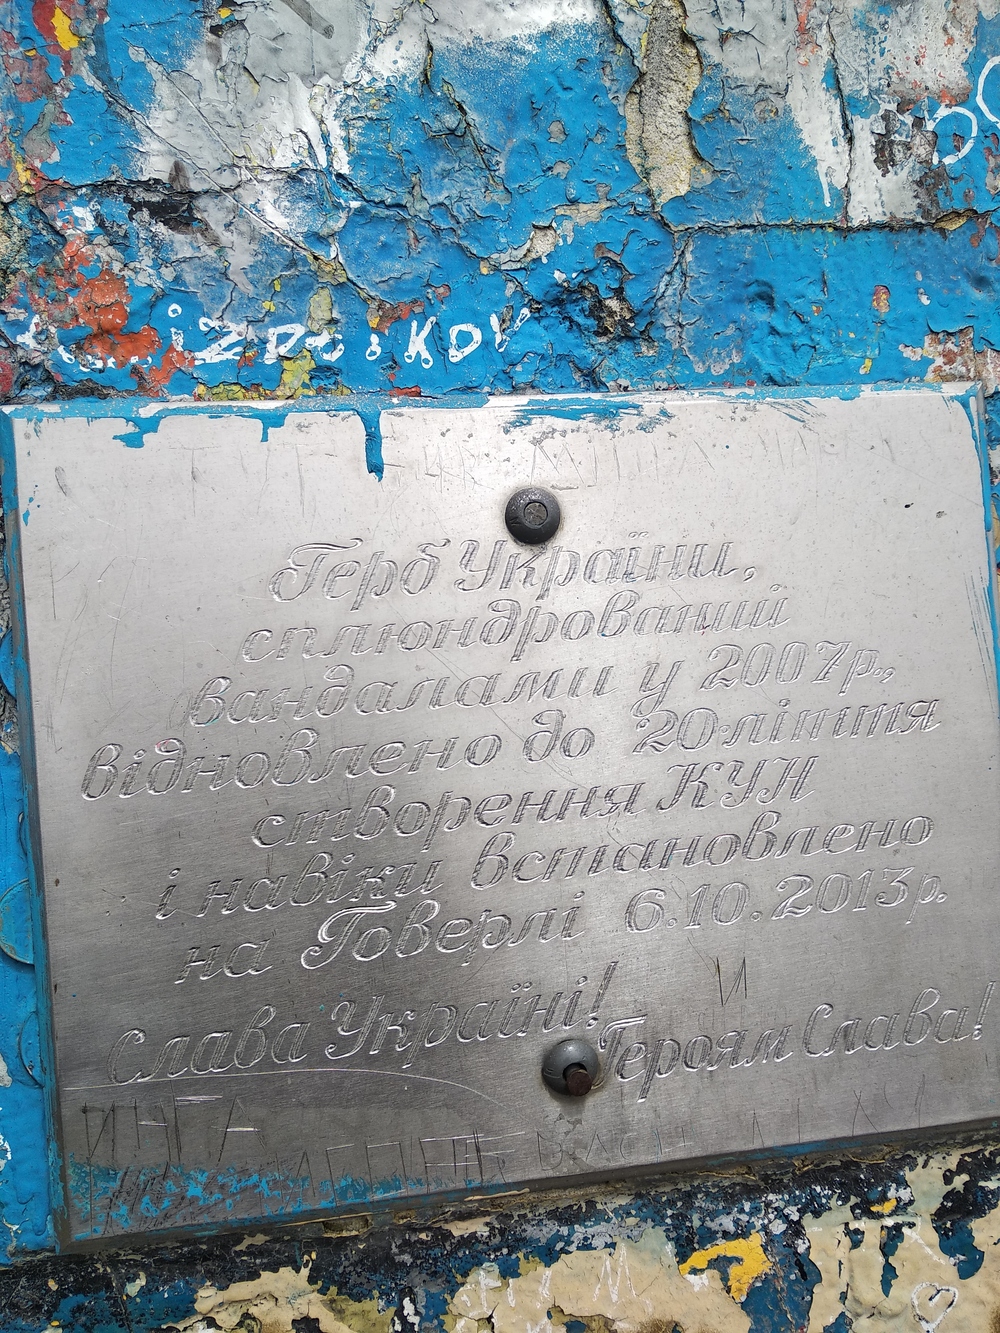 Герб України,
сплюндрований
вандалами у 2007р.,
відновлено до 20-ліття
створення КУН
і навіки встановлено
на Говерлі 6.10.2013р.
Слава Україні!
Героям Слава!
ИНГА